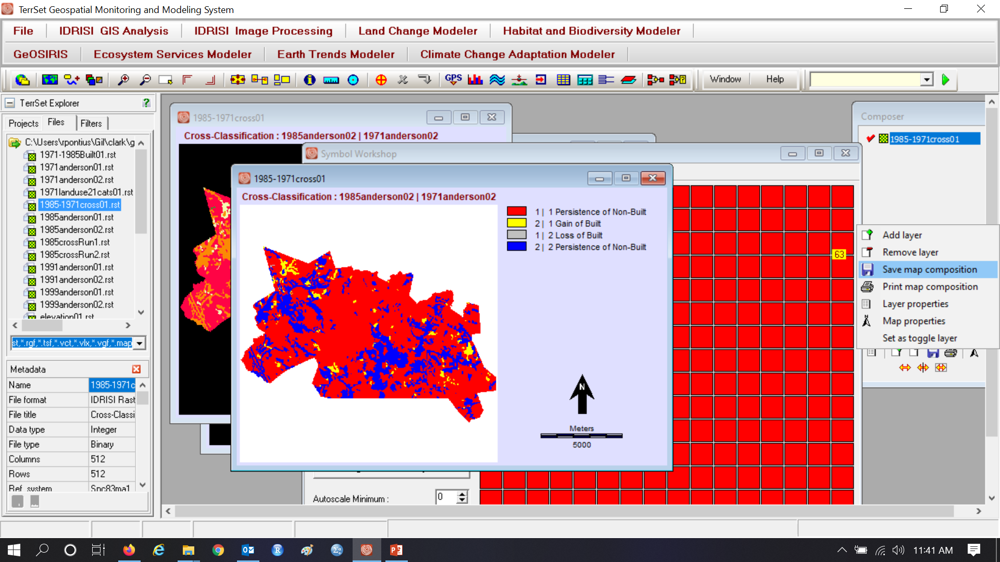 TerrSet Geospatial Monitoring and Modeling System
File IDRISI GIS Analysis IDRISI Image Processing Land Change Modeler Habitat and Biodiversity Modeler
GeOSIRIS Ecosystem Services Modeler Earth Trends Modeler Climate Change Adaptation Modeler
GPS Window Help
TerrSet Explorer ?
Projects Files Filters
C:\Users\rpontius\Gil\clark\g
1971-1985Built01.rst
1971anderson01.rst
1971anderson02.rst
1971landuse21cats01.rst
1985-1971cross01.rst
1985anderson01.rst
1985anderson02.rst
1985crossRun1.rst
1985crossRun2.rst
1991anderson01.rst
1991anderson02.rst
1999anderson01.rst
1999anderson02.rst
elevation01.rst
st,*.rgf,*.tsf,*.vct,*.vlx,*.vgf,*.map
Metadata
Name 1985-1971c
File format IDRISI Rast
File title Cross-Classi
Data type Integer
File type Binary
Columns 512
Rows 512
Ref. system Spc83ma1
1985-1971cross01
Cross-Classification : 1985anderson02 | 1971anderson02
Symbol Workshop
63
Autoscale Minimum : 0
1985-1971cross01
Cross-Classification : 1985anderson02 | 1971anderson02
1 | 1 Persistence of Non-Built
2 | 1 Gain of Built
1 | 2 Loss of Built
2 | 2 Persistence of Non-Built
N
Meters
5000
Composer
1985-1971cross01
Add layer
Remove layer
Save map composition
Print map composition
Layer properties
Map properties
Set as toggle layer
11:41 AM